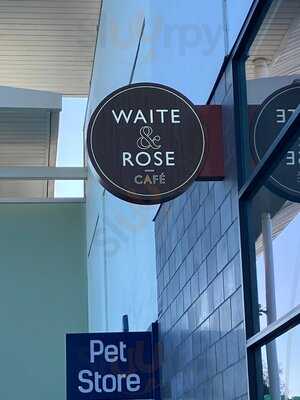 WAITE
&
ROSE
CAFÉ
Pet
Store